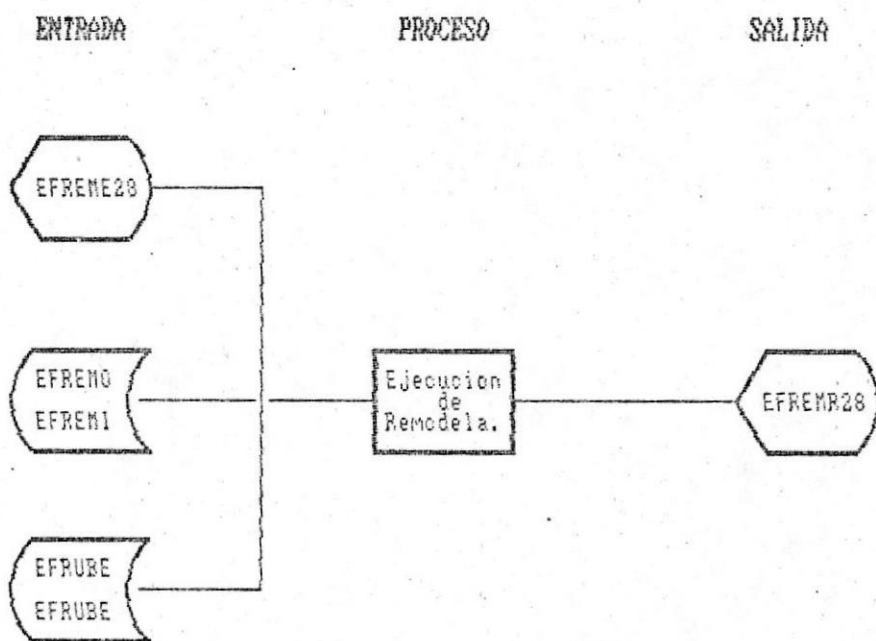 ENTRADA PROCESO SALIDA
EFREME28
EFREM0
EFREM1
Ejecucion
de
Remodela.
EFREMR28
EFRUBE
EFRUBE